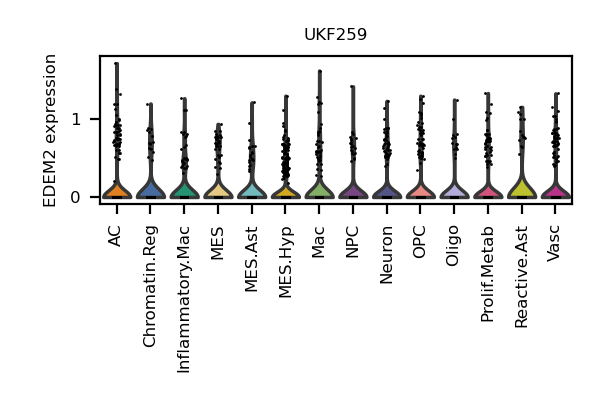 UKF259
EDEM2 expression
1
0
AC
Chromatin.Reg
Inflammatory.Mac
MES
MES.Ast
MES.Hyp
Mac
NPC
Neuron
OPC
Oligo
Prolif.Metab
Reactive.Ast
Vasc